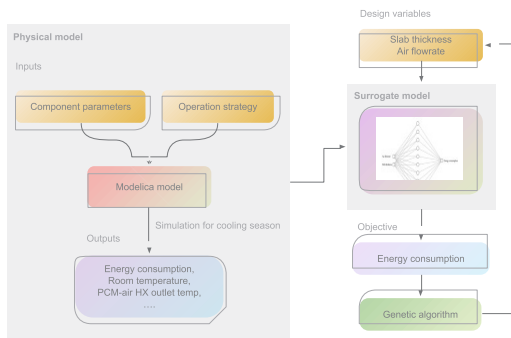 Physical model
Inputs
Component parameters
Operation strategy
Modelica model
Simulation for cooling season
Outputs
Energy consumption,
Room temperature,
PCM-air HX outlet temp,
....
Design variables
Slab thickness
Air flowrate
Surrogate model
Objective
Energy consumption
Genetic algorithm